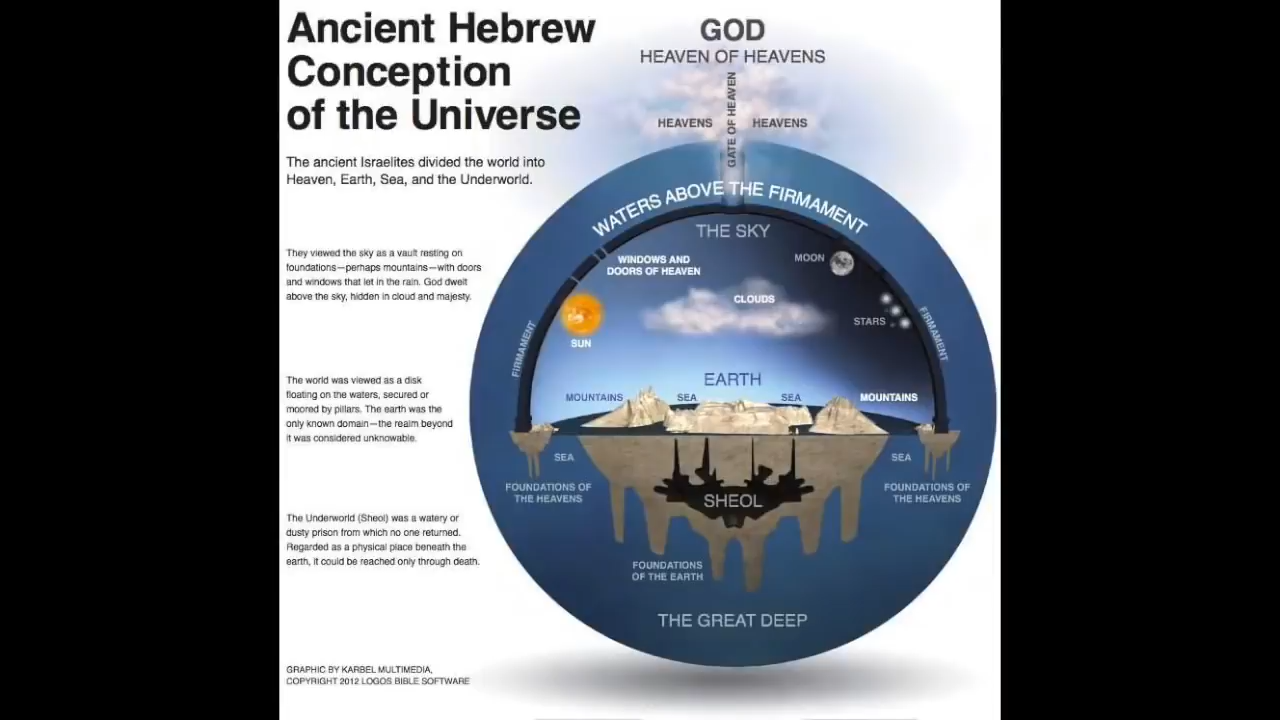 Ancient Hebrew
Conception
of the Universe
The ancient Israelites divided the world into
Heaven, Earth, Sea, and the Underworld.
They viewed the sky as a vault resting on
foundations—perhaps mountains—with doors
and windows that let in the rain. God dwelt
above the sky, hidden in cloud and majesty.
The world was viewed as a disk
floating on the waters, secured or
moored by pillars. The earth was the
only known domain—the realm beyond
it was considered unknowable.
The Underworld (Sheol) was a watery or
dusty prison from which no one returned.
Regarded as a physical place beneath the
earth, it could be reached only through death.
GRAPHIC BY KARBEL MULTIMEDIA,
COPYRIGHT 2012 LOGOS BIBLE SOFTWARE
GOD
HEAVEN OF HEAVENS
HEAVENS
GATE OF HEAVEN
HEAVENS
WATERS ABOVE THE FIRMAMENT
THE SKY
WINDOWS AND
DOORS OF HEAVEN
MOON
CLOUDS
STARS
SUN
FIRMAMENT
FIRMAMENT
EARTH
MOUNTAINS
SEA
SEA
MOUNTAINS
SEA
SEA
FOUNDATIONS OF
THE HEAVENS
SHEOL
FOUNDATIONS OF
THE HEAVENS
FOUNDATIONS
OF THE EARTH
THE GREAT DEEP